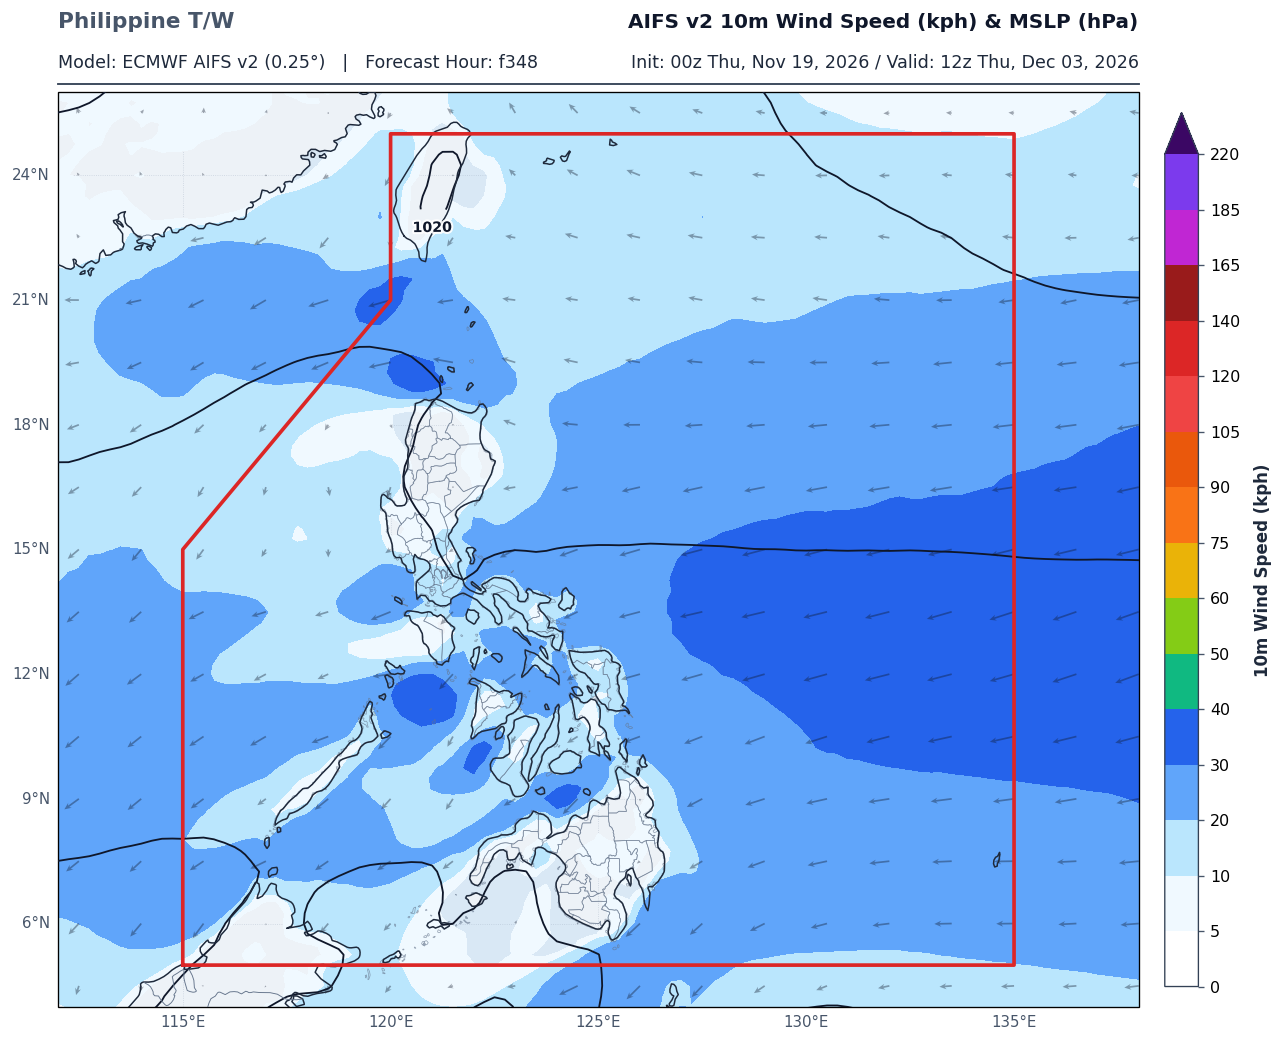 Philippine T/W
AIFS v2 10m Wind Speed (kph) & MSLP (hPa)
Model: ECMWF AIFS v2 (0.25°) | Forecast Hour: f348
Init: 00z Thu, Nov 19, 2026 / Valid: 12z Thu, Dec 03, 2026
24°N
21°N
18°N
15°N
12°N
9°N
6°N
1020
115°E
120°E
125°E
130°E
135°E
220
185
165
140
120
105
90
75
60
50
40
30
20
10
5
0
10m Wind Speed (kph)